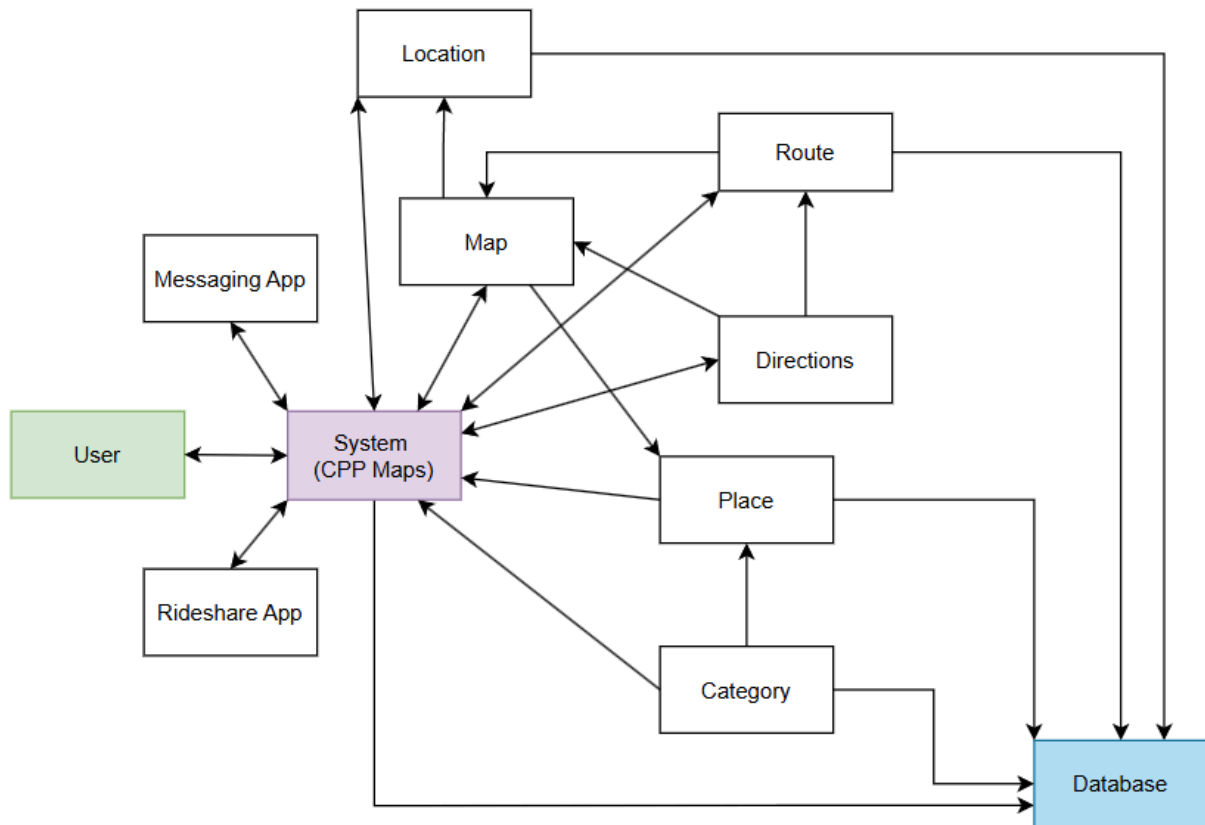 Location
Route
Map
Messaging App
Directions
User
System
(CPP Maps)
Place
Rideshare App
Category
Database